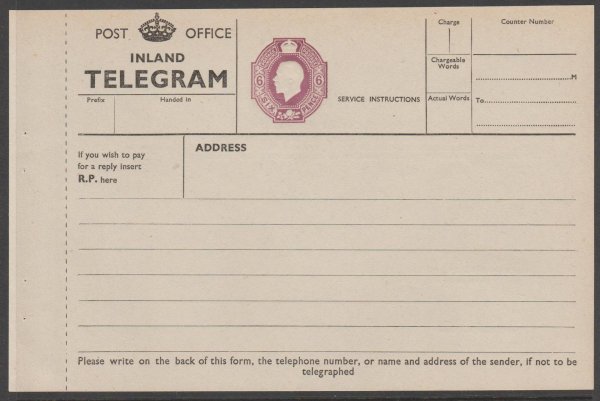 POST OFFICE
INLAND
TELEGRAM
Prefix Handed in
6 6
SIX PENCE
SERVICE INSTRUCTIONS
Charge
Chargeable
Words
Actual Words
Counter Number
M
To
If you wish to pay
for a reply insert
R.P. here
ADDRESS
Please write on the back of this form, the telephone number, or name and address of the sender, if not to be
telegraphed